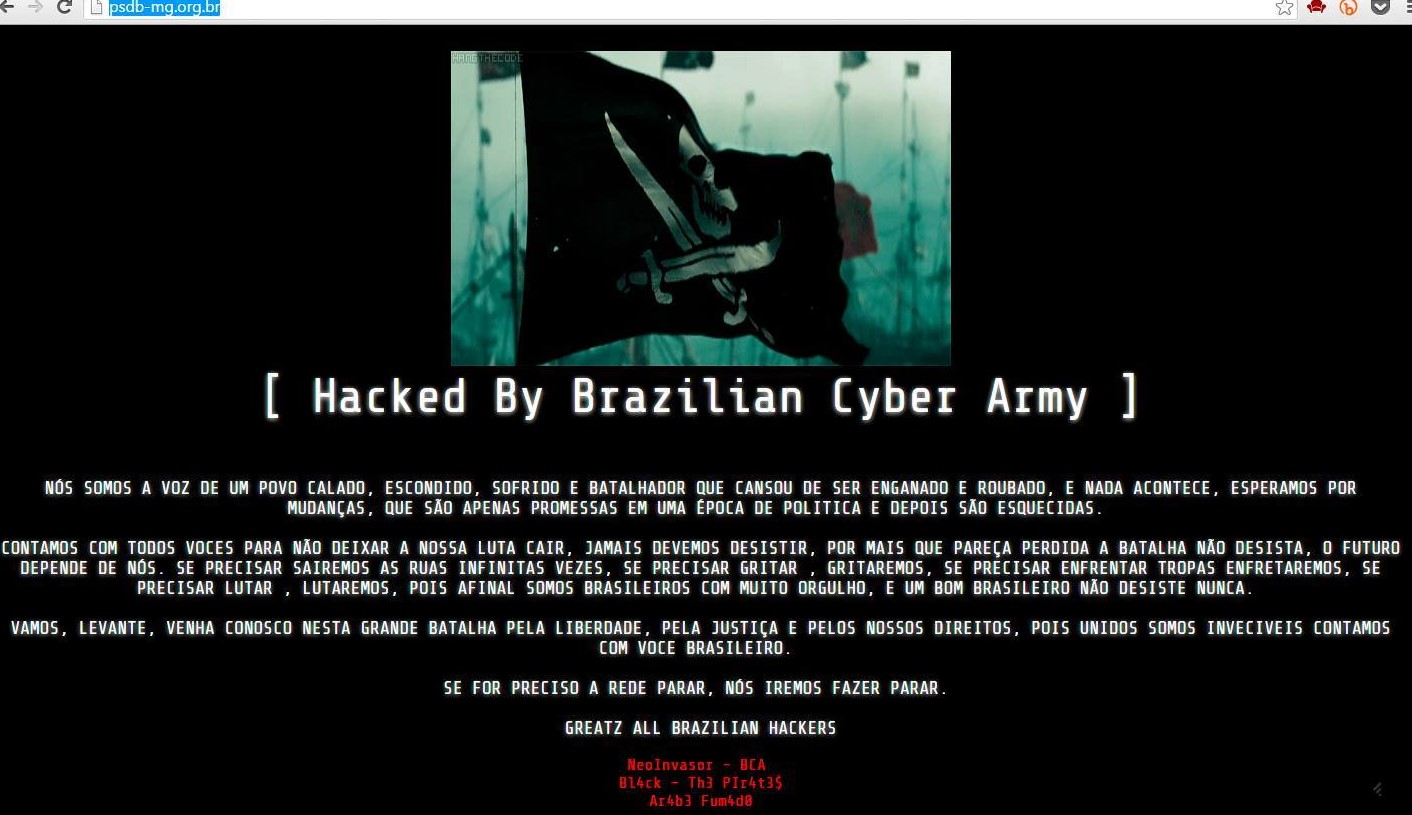 psdb-mg.org.br
HANGTHECODE
[ Hacked By Brazilian Cyber Army ]
NÓS SOMOS A VOZ DE UM POVO CALADO, ESCONDIDO, SOFRIDO E BATALHADOR QUE CANSOU DE SER ENGANADO E ROUBADO, E NADA ACONTECE, ESPERAMOS POR
MUDANÇAS, QUE SÃO APENAS PROMESSAS EM UMA ÉPOCA DE POLITICA E DEPOIS SÃO ESQUECIDAS.
CONTAMOS COM TODOS VOCES PARA NÃO DEIXAR A NOSSA LUTA CAIR, JAMAIS DEVEMOS DESISTIR, POR MAIS QUE PAREÇA PERDIDA A BATALHA NÃO DESISTA, O FUTURO
DEPENDE DE NÓS. SE PRECISAR SAIREMOS AS RUAS INFINITAS VEZES, SE PRECISAR GRITAR , GRITAREMOS, SE PRECISAR ENFRENTAR TROPAS ENFRETAREMOS, SE
PRECISAR LUTAR , LUTAREMOS, POIS AFINAL SOMOS BRASILEIROS COM MUITO ORGULHO, E UM BOM BRASILEIRO NÃO DESISTE NUNCA.
VAMOS, LEVANTE, VENHA CONOSCO NESTA GRANDE BATALHA PELA LIBERDADE, PELA JUSTIÇA E PELOS NOSSOS DIREITOS, POIS UNIDOS SOMOS INVECIVEIS CONTAMOS
COM VOCE BRASILEIRO.
SE FOR PRECISO A REDE PARAR, NÓS IREMOS FAZER PARAR.
GREATZ ALL BRAZILIAN HACKERS
NeoInvasor - BCA
Bl4ck - Th3 PIr4t3$
Ar4b3 Fum4d0